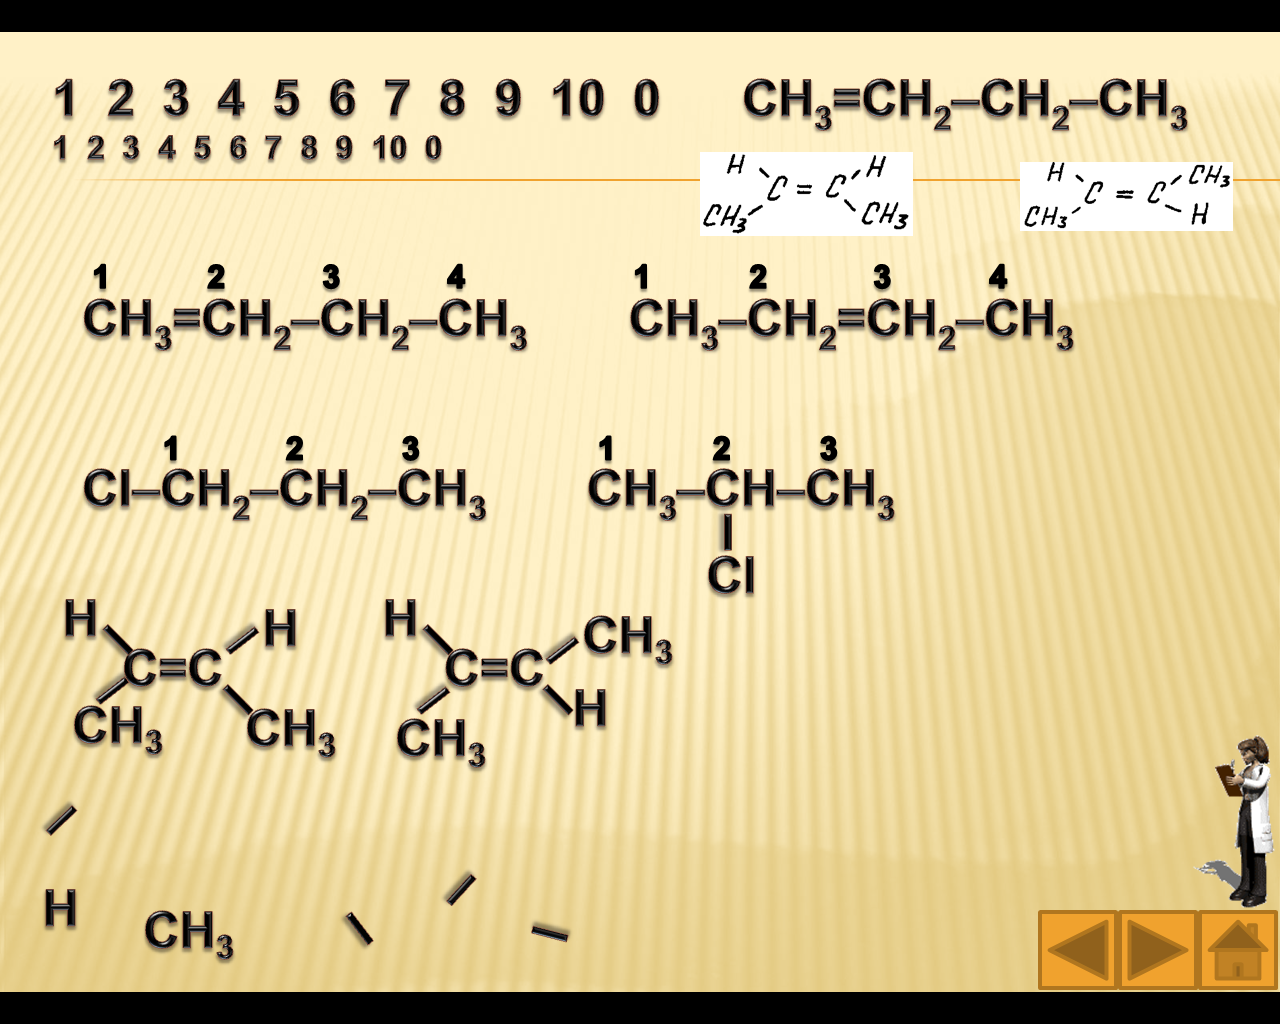 1 2 3 4 5 6 7 8 9 10 0
CH₃=CH₂–CH₂–CH₃
1 2 3 4 5 6 7 8 9 10 0
H H
C = C
CH₃ CH₃
H CH₃
C = C
CH₃ H
1 2 3 4
CH₃=CH₂–CH₂–CH₃
1 2 3 4
CH₃–CH₂=CH₂–CH₃
1 2 3
Cl–CH₂–CH₂–CH₃
1 2 3
CH₃–CH–CH₃
Cl
H H
C=C
CH₃ CH₃
H CH₃
C=C
CH₃ H
H CH₃